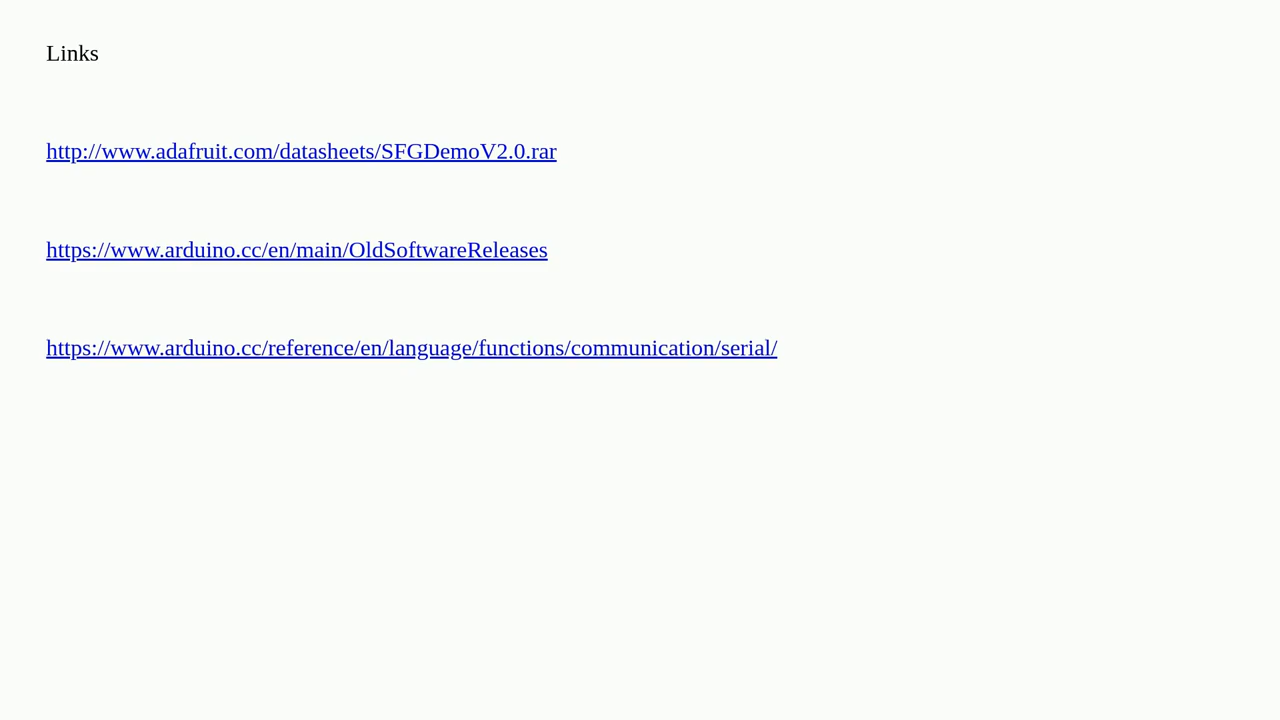 Links
http://www.adafruit.com/datasheets/SFGDemoV2.0.rar
https://www.arduino.cc/en/main/OldSoftwareReleases
https://www.arduino.cc/reference/en/language/functions/communication/serial/